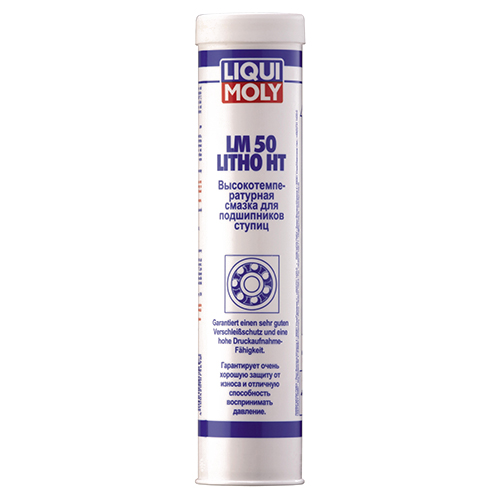 LIQUI
MOLY
LM 50
LITHO HT
Высокотемпе-
ратурная
смазка для
подшипников
ступиц
Garantiert einen sehr guten
Verschleißschutz und eine
hohe Druckaufnahme-
Fähigkeit.
Гарантирует очень
хорошую защиту от
износа и отличную
способность
воспринимать
давление.